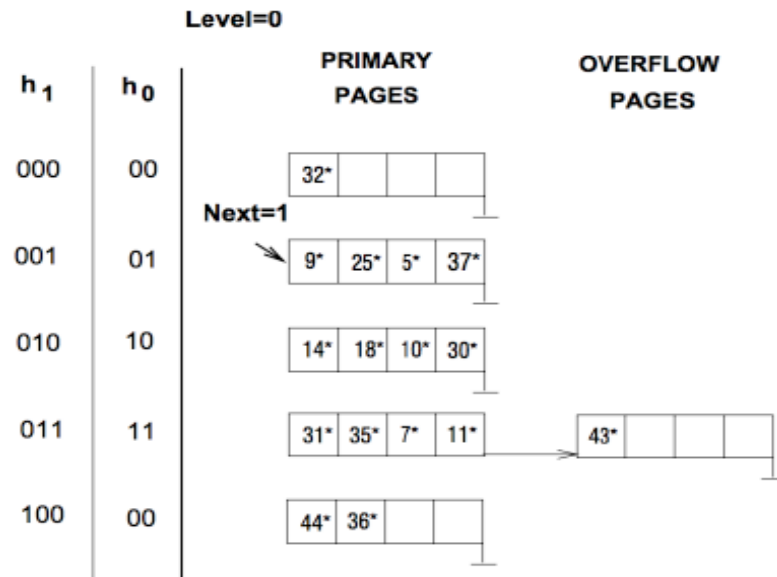 Level=0
h1 h0 PRIMARY PAGES OVERFLOW PAGES
000 00 32*
Next=1
001 01 9* 25* 5* 37*
010 10 14* 18* 10* 30*
011 11 31* 35* 7* 11* 43*
100 00 44* 36*